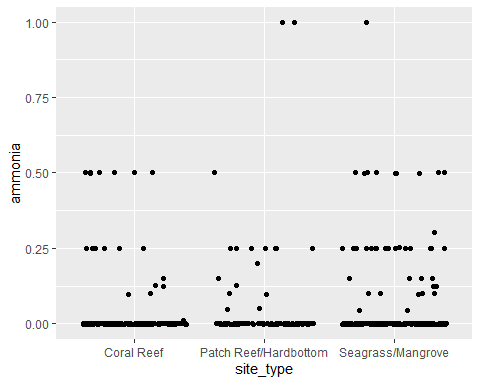 1.00
0.75
0.50
0.25
0.00
ammonia
Coral Reef
Patch Reef/Hardbottom
Seagrass/Mangrove
site_type